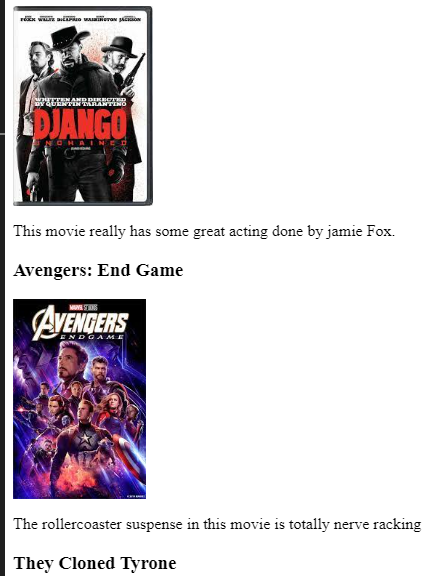 FOXX WALTZ DiCAPRIO WASHINGTON JACKSON
WRITTEN AND DIRECTED
BY QUENTIN TARANTINO
DJANGO
UNCHAINED
This movie really has some great acting done by jamie Fox.
Avengers: End Game
MARVEL STUDIOS
AVENGERS
ENDGAME
The rollercoaster suspense in this movie is totally nerve racking
They Cloned Tyrone